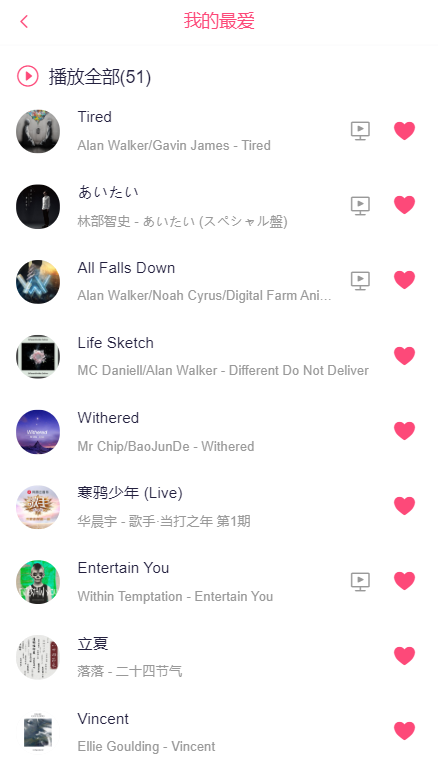 我的最爱
播放全部(51)
Tired
Alan Walker/Gavin James - Tired
あいたい
林部智史 - あいたい (スペシャル盤)
All Falls Down
Alan Walker/Noah Cyrus/Digital Farm Ani...
Life Sketch
MC Daniell/Alan Walker - Different Do Not Deliver
Withered
Withered
Mr Chip/BaoJunDe - Withered
寒鸦少年 (Live)
歌手
华晨宇 - 歌手·当打之年 第1期
Entertain You
Within Temptation - Entertain You
立夏
落落 - 二十四节气
Vincent
Ellie Goulding - Vincent